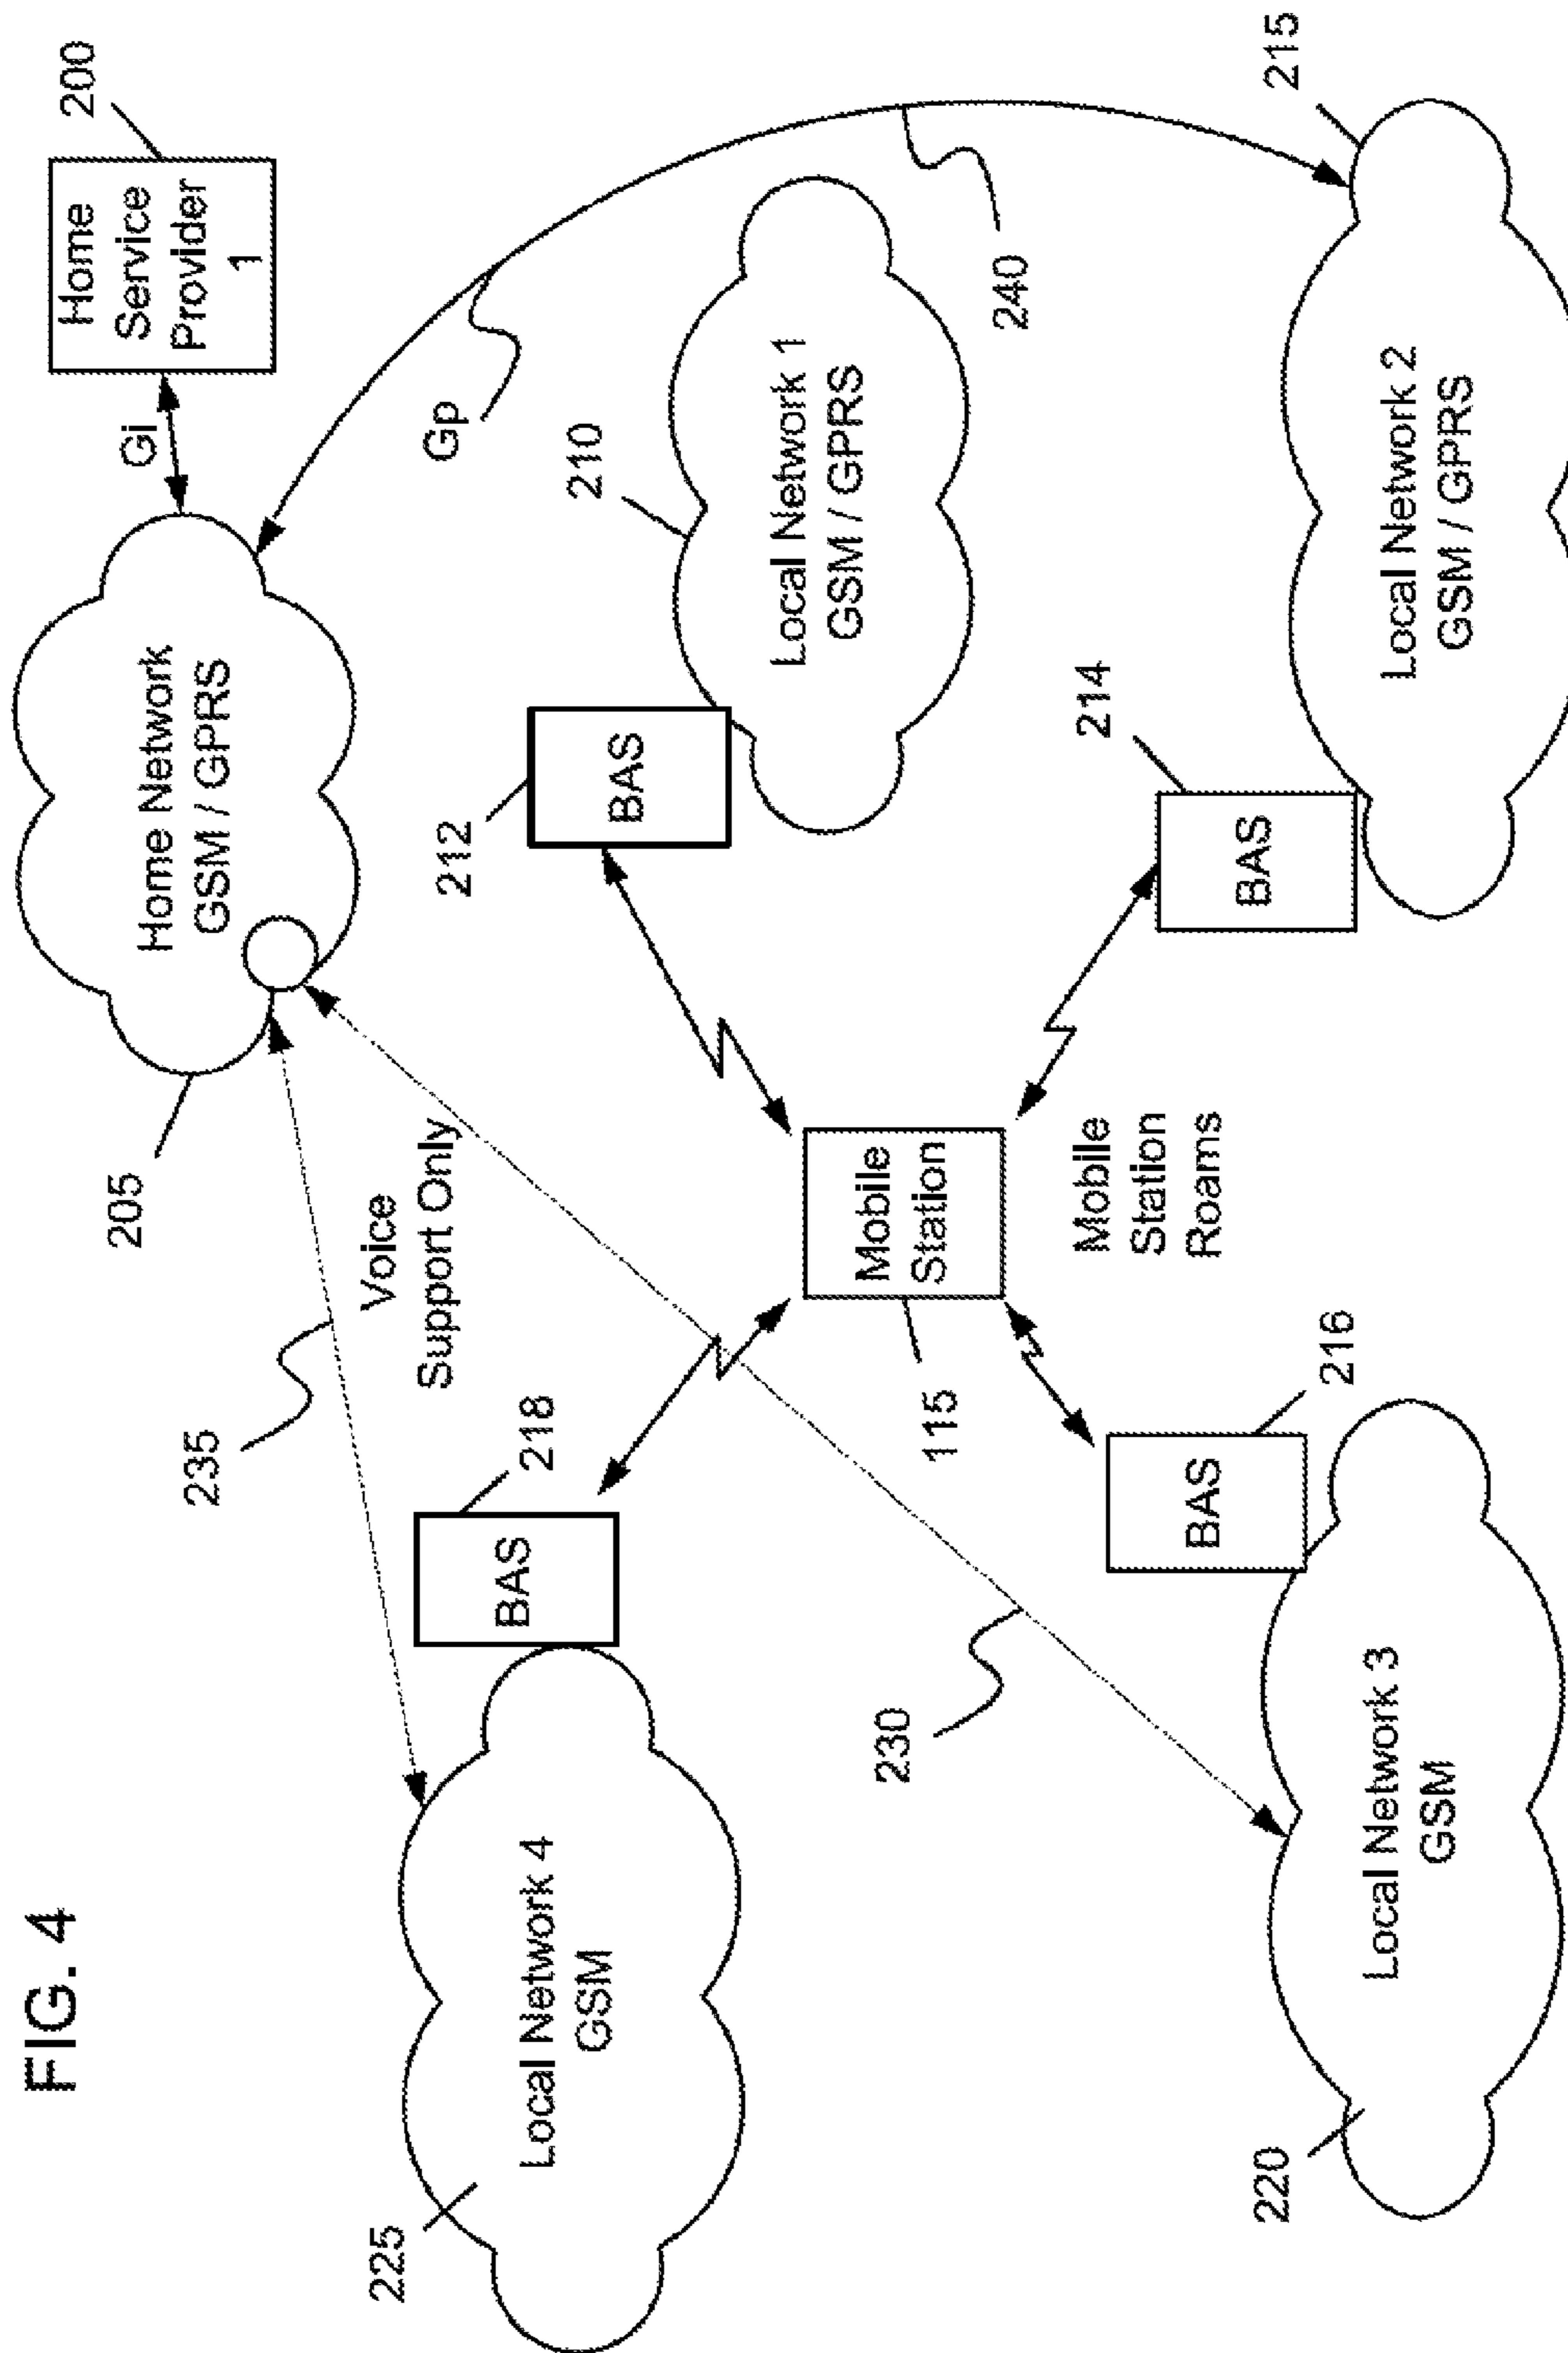 FIG. 4
Home
Service
Provider
1
200
Gi
Home Network
GSM / GPRS
205
Gp
235
Voice
Support Only
225
Local Network 4
GSM
BAS
218
212
BAS
210
Local Network 1
GSM / GPRS
240
Mobile
Station
115
Mobile
Station
Roams
230
220
Local Network 3
GSM
BAS
216
214
BAS
Local Network 2
GSM / GPRS
215